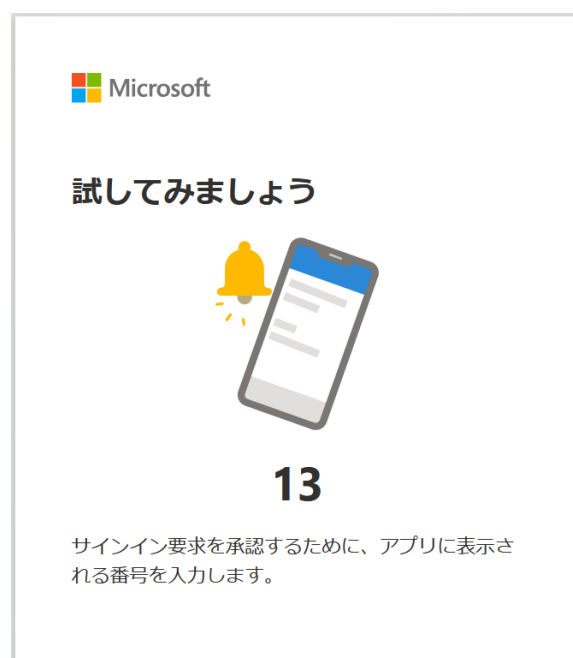 Microsoft
試してみましょう
13
サインイン要求を承認するために、アプリに表示さ
れる番号を入力します。